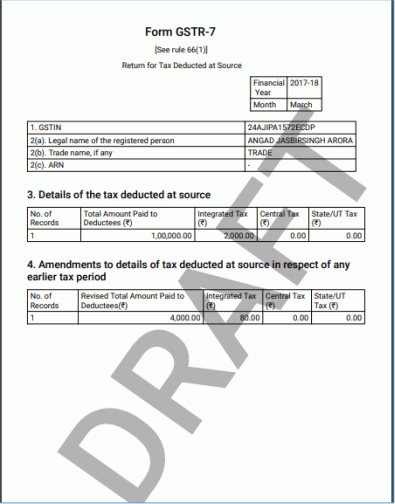 Form GSTR-7
[See rule 66(1)]
Return for Tax Deducted at Source
Financial Year 2017-18
Month March
1. GSTIN 24AJIPA1572ECDP
2(a). Legal name of the registered person ANGAD JASBIRSINGH ARORA
2(b). Trade name, if any TRADE
2(c). ARN -
3. Details of the tax deducted at source
No. of Records Total Amount Paid to Deductees (₹) Integrated Tax (₹) Central Tax (₹) State/UT Tax (₹)
1 1,00,000.00 2,000.00 0.00 0.00
4. Amendments to details of tax deducted at source in respect of any
earlier tax period
No. of Records Revised Total Amount Paid to Deductees(₹) Integrated Tax (₹) Central Tax (₹) State/UT Tax (₹)
1 4,000.00 80.00 0.00 0.00
DRAFT